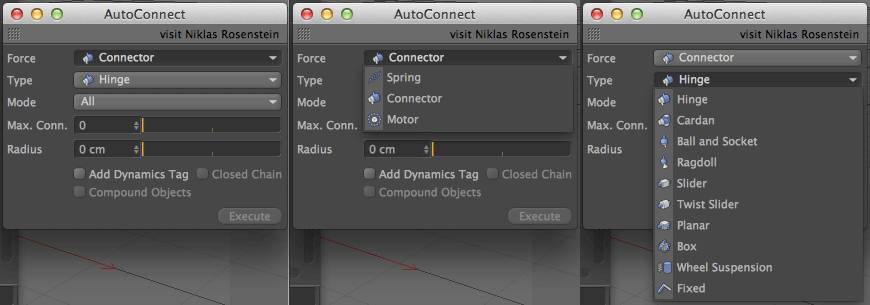 AutoConnect
visit Niklas Rosenstein
Force Connector
Type Hinge
Mode All
Max. Conn. 0
Radius 0 cm
Add Dynamics Tag Closed Chain
Compound Objects
Execute
AutoConnect
visit Niklas Rosenstein
Force Connector
Type Spring
Mode Connector
Max. Conn. Motor
Radius 0 cm
Add Dynamics Tag Closed Chain
Compound Objects
Execute
AutoConnect
visit Niklas Rosenstein
Force Connector
Type Hinge
Mode Hinge
Max. Conn. Cardan
Radius Ball and Socket
Ragdoll
Slider
Twist Slider
Planar
Box
Wheel Suspension
Fixed